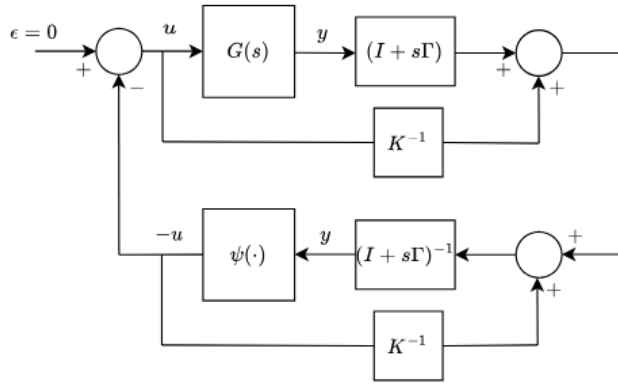 ϵ = 0
u
G(s)
y
(I + sΓ)
+
−
+
+
K⁻¹
−u
ψ(·)
y
(I + sΓ)⁻¹
+
+
K⁻¹